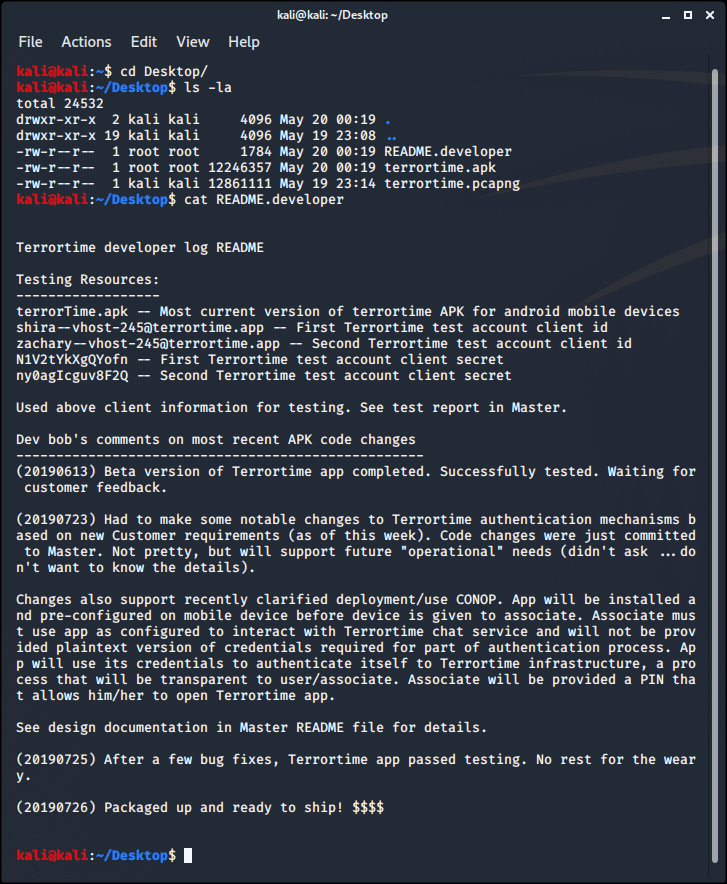 kali@kali: ~/Desktop
File Actions Edit View Help
kali@kali:~$ cd Desktop/
kali@kali:~/Desktop$ ls -la
total 24532
drwxr-xr-x  2 kali kali     4096 May 20 00:19 .
drwxr-xr-x 19 kali kali     4096 May 19 23:08 ..
-rw-r--r--  1 root root     1784 May 20 00:19 README.developer
-rw-r--r--  1 root root 12246357 May 20 00:19 terrortime.apk
-rw-r--r--  1 kali kali 12861111 May 19 23:14 terrortime.pcapng
kali@kali:~/Desktop$ cat README.developer
Terrortime developer log README
Testing Resources:
------------------
terrorTime.apk -- Most current version of terrortime APK for android mobile devices
shira--vhost-245@terrortime.app -- First Terrortime test account client id
zachary--vhost-245@terrortime.app -- Second Terrortime test account client id
N1V2tYkXgQYofn -- First Terrortime test account client secret
ny0agIcguv8F2Q -- Second Terrortime test account client secret
Used above client information for testing. See test report in Master.
Dev bob's comments on most recent APK code changes
---------------------------------------------------
(20190613) Beta version of Terrortime app completed. Successfully tested. Waiting for
 customer feedback.
(20190723) Had to make some notable changes to Terrortime authentication mechanisms b
ased on new Customer requirements (as of this week). Code changes were just committed
 to Master. Not pretty, but will support future "operational" needs (didn't ask ...do
n't want to know the details).
Changes also support recently clarified deployment/use CONOP. App will be installed a
nd pre-configured on mobile device before device is given to associate. Associate mus
t use app as configured to interact with Terrortime chat service and will not be prov
ided plaintext version of credentials required for part of authentication process. Ap
p will use its credentials to authenticate itself to Terrortime infrastructure, a pro
cess that will be transparent to user/associate. Associate will be provided a PIN tha
t allows him/her to open Terrortime app.
See design documentation in Master README file for details.
(20190725) After a few bug fixes, Terrortime app passed testing. No rest for the wear
y.
(20190726) Packaged up and ready to ship! $$$$
kali@kali:~/Desktop$